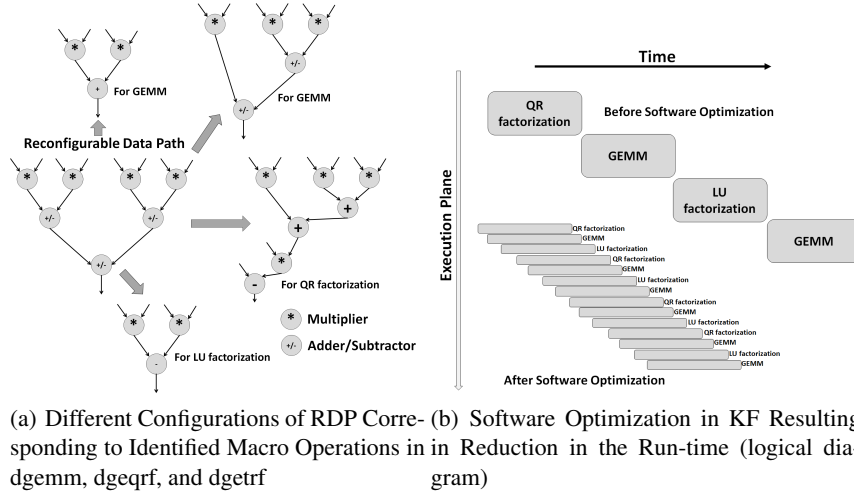 * *
+
For GEMM
* *
+/-
+/-
For GEMM
Reconfigurable Data Path
* * * *
+/- +/-
+/-
* * *
+
+
*
-
For QR factorization
* *
-
For LU factorization
* Multiplier
+/- Adder/Subtractor
Time
Execution Plane
QR
factorization
Before Software Optimization
GEMM
LU
factorization
GEMM
QR factorization
GEMM
LU factorization
QR factorization
GEMM
LU factorization
GEMM
QR factorization
GEMM
LU factorization
QR factorization
GEMM
LU factorization
GEMM
After Software Optimization
(a) Different Configurations of RDP Corre-
sponding to Identified Macro Operations in
dgemm, dgeqrf, and dgetrf
(b) Software Optimization in KF Resulting
in Reduction in the Run-time (logical dia-
gram)